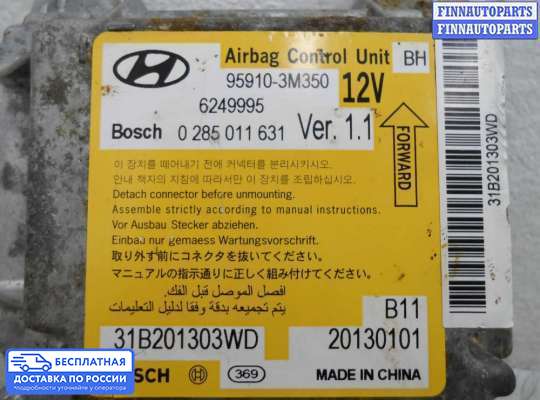 FINNAUTOPARTS
FINNAUTOPARTS
FINNAUTOPARTS
Airbag Control Unit
BH
95910-3M350
12V
6249995
Bosch 0 285 011 631
Ver. 1.1
FORWARD
31B201303WD
이 장치를 떼어내기 전에 커넥터를 분리시키시오.
안내 책자의 지침에 따라서만 이 장치를 조립하십시오.
Detach connector before unmounting.
Assemble strictly according to manual instructions.
Vor Ausbau Stecker abziehen.
Einbau nur gemaess Wartungsvorschrift.
取り外す前にコネクタを抜いて下さい。
マニュアルの指示通りに正しく組み付けてください。
افصل الموصل قبل الفك.
يتم تجميعه بدقة وفقا لدليل التعليمات
B11
31B201303WD
20130101
BOSCH
369
MADE IN CHINA
БЕСПЛАТНАЯ
ДОСТАВКА ПО РОССИИ
уточняйте у оператора